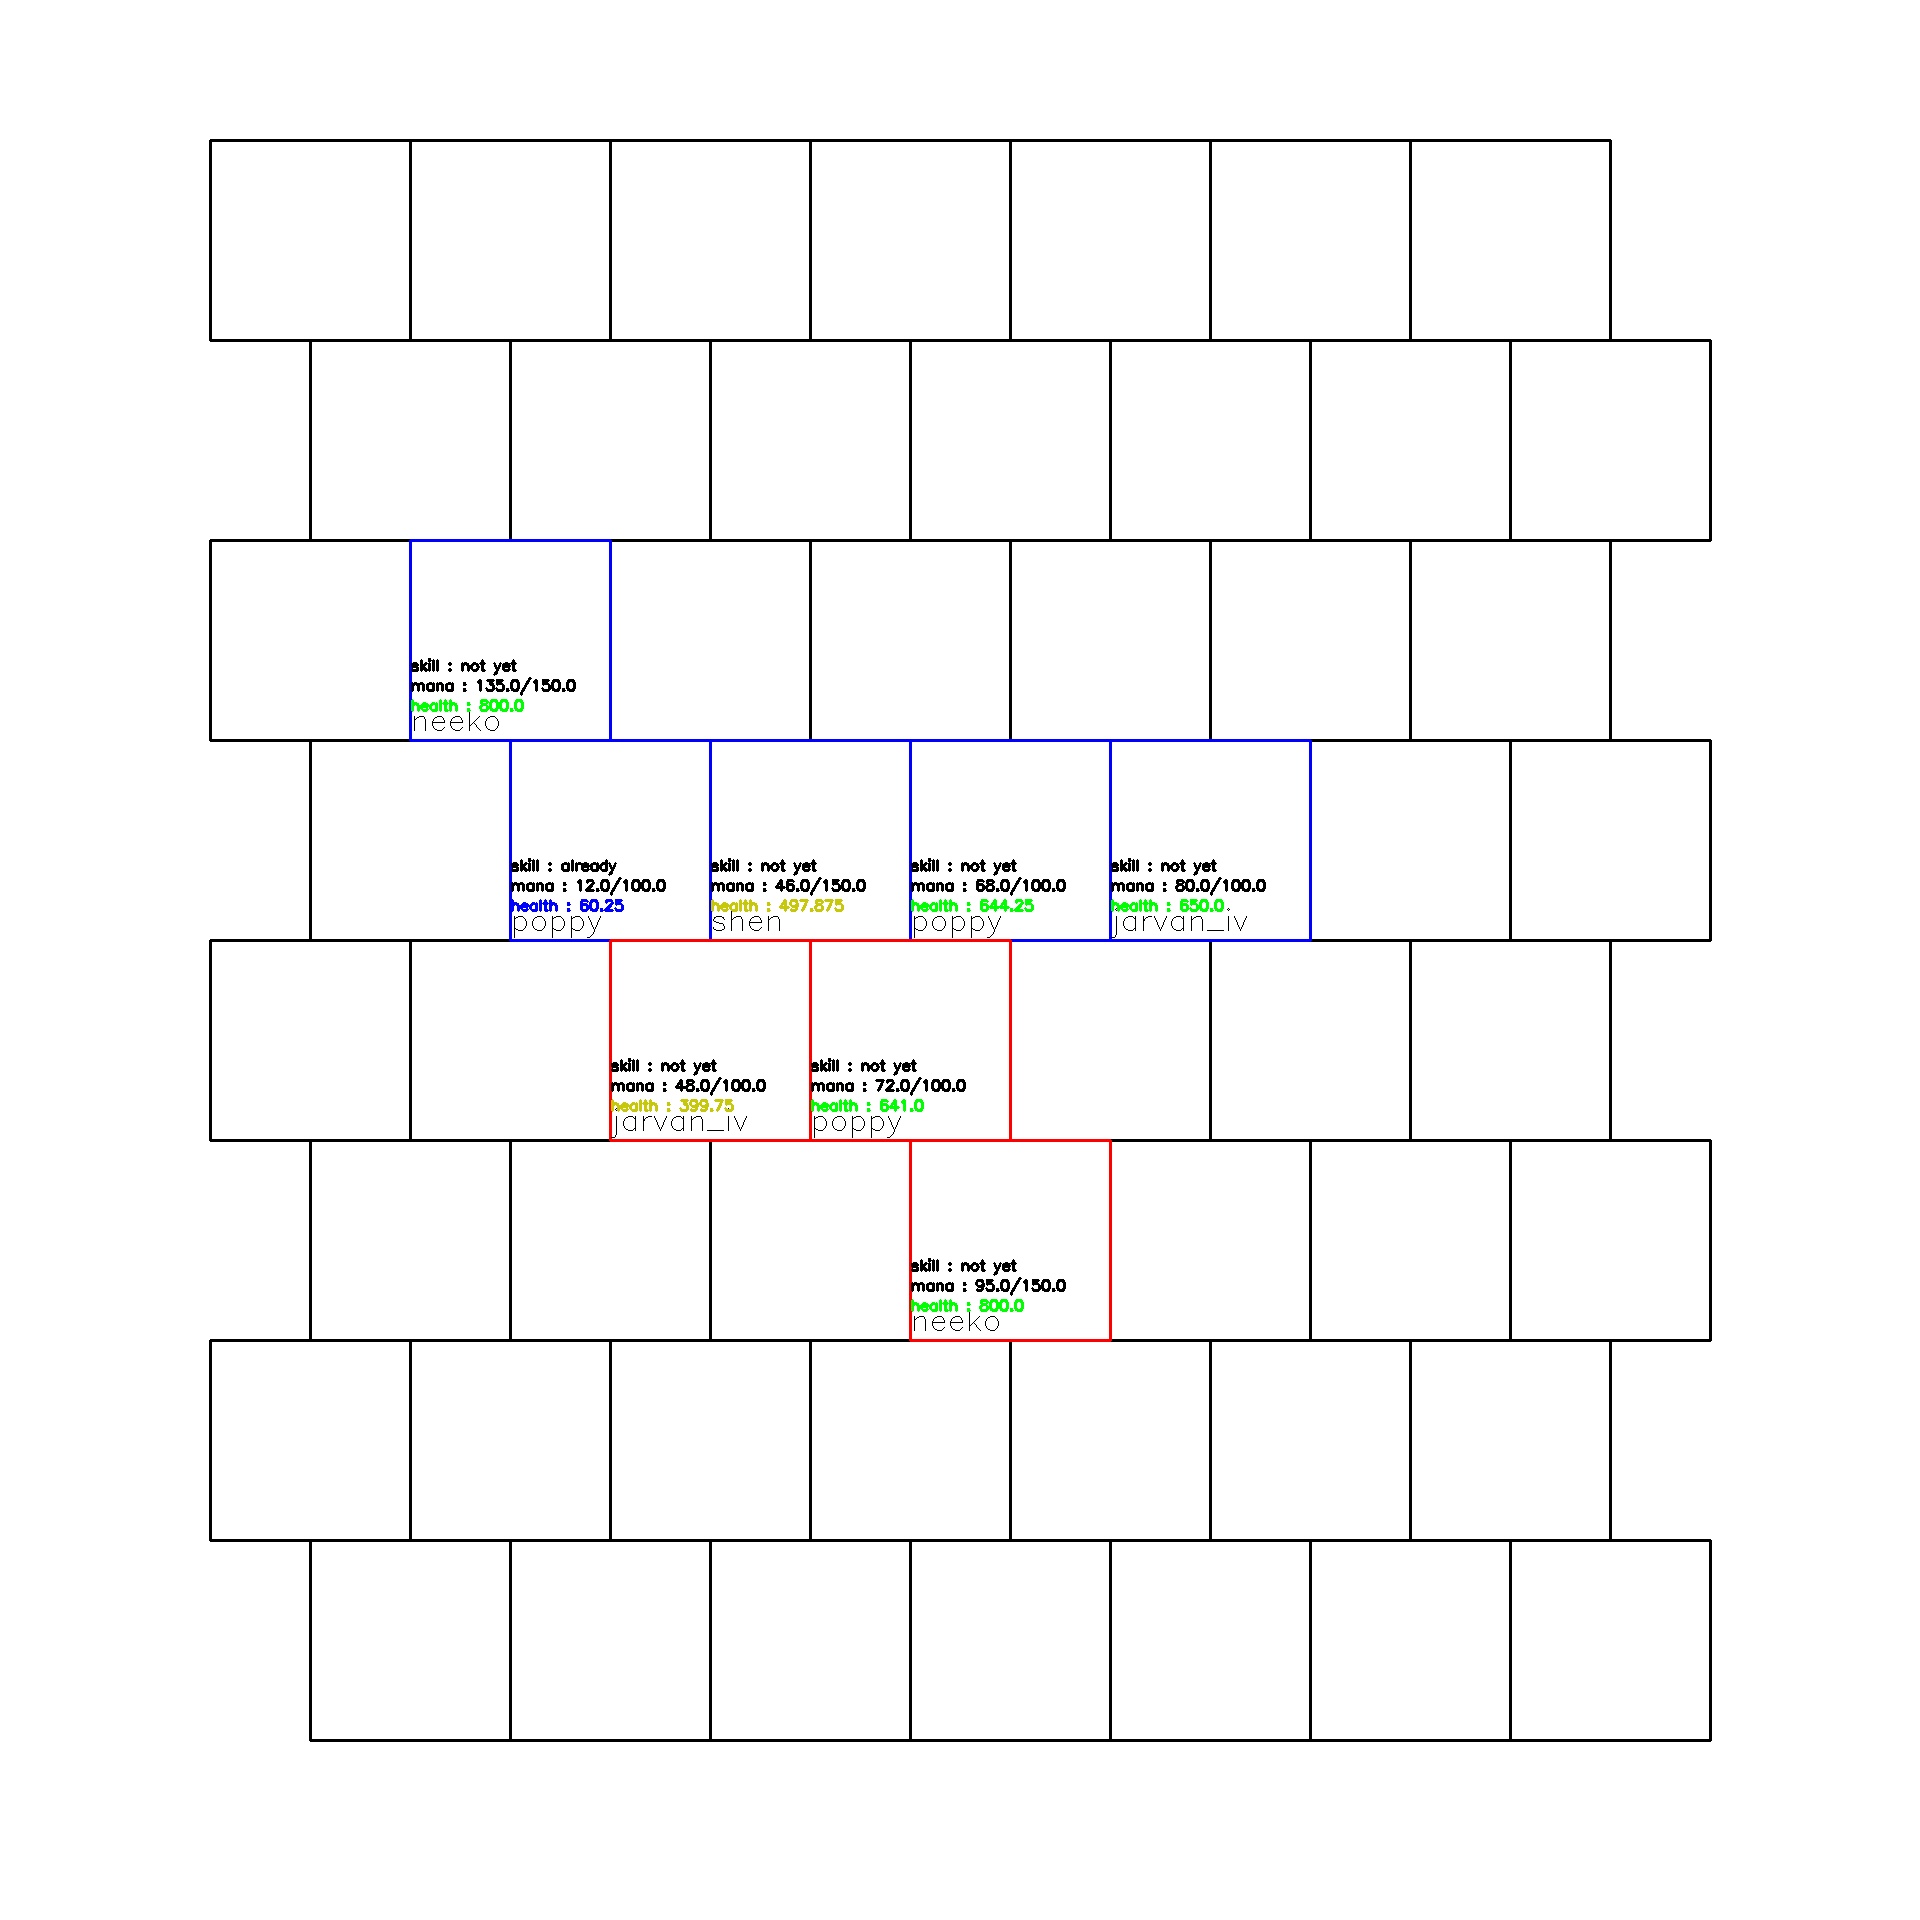 skill : not yet
mana : 135.0/150.0
health : 800.0
neeko
skill : already
mana : 12.0/100.0
health : 60.25
poppy
skill : not yet
mana : 46.0/150.0
health : 497.875
shen
skill : not yet
mana : 68.0/100.0
health : 644.25
poppy
skill : not yet
mana : 80.0/100.0
health : 650.0
jarvan_iv
skill : not yet
mana : 48.0/100.0
health : 399.75
jarvan_iv
skill : not yet
mana : 72.0/100.0
health : 641.0
poppy
skill : not yet
mana : 95.0/150.0
health : 800.0
neeko